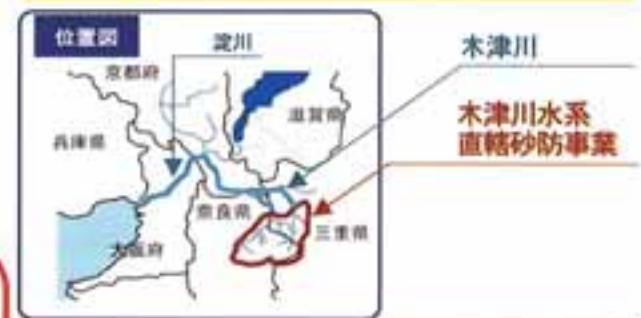 位置図
淀川
木津川
京都府
滋賀県
兵庫県
木津川水系
直轄砂防事業
奈良県
三重県
大阪府